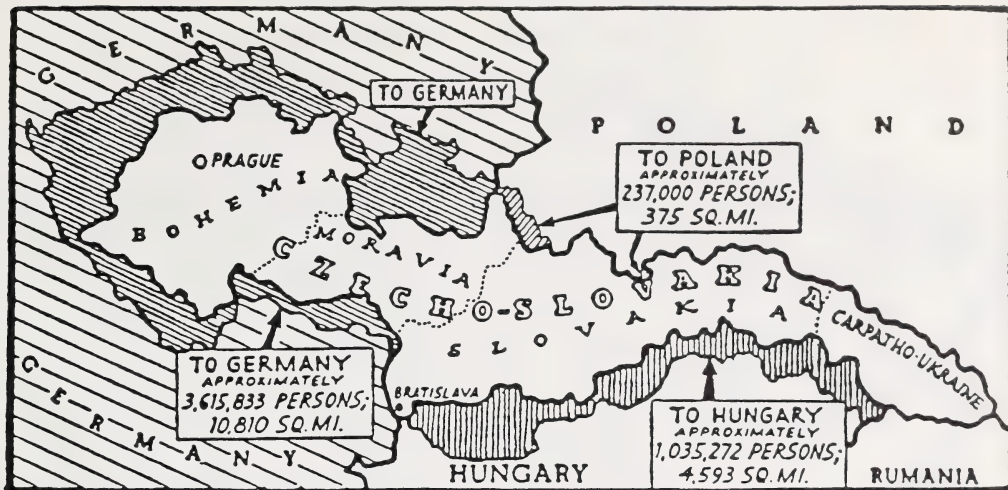 GERMANY
TO GERMANY
POLAND
TO POLAND
APPROXIMATELY
237,000 PERSONS;
375 SQ.MI.
PRAGUE
BOHEMIA
MORAVIA
CZECHO-SLOVAKIA
SLOVAKIA
CARPATHO-UKRAINE
TO GERMANY
APPROXIMATELY
3,615,833 PERSONS;
10,810 SQ.MI.
BRATISLAVA
TO HUNGARY
APPROXIMATELY
1,035,272 PERSONS;
4,593 SQ.MI.
GERMANY
HUNGARY
RUMANIA